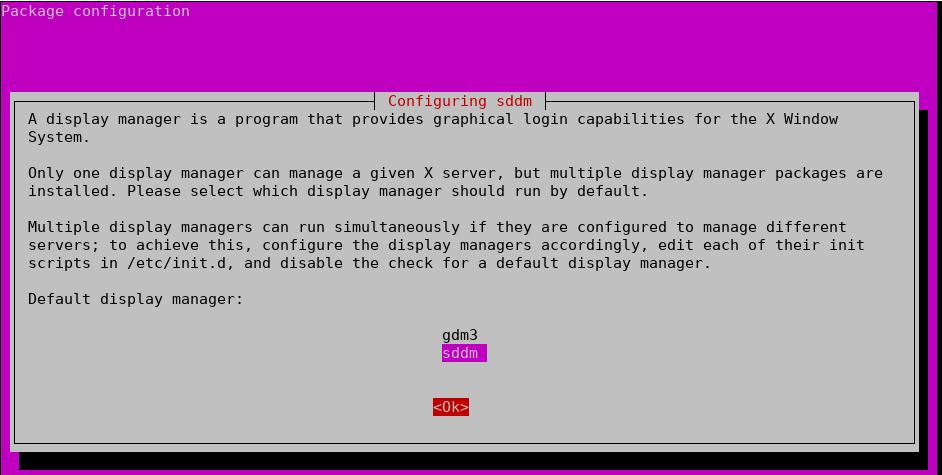 Package configuration
Configuring sddm
A display manager is a program that provides graphical login capabilities for the X Window
System.
Only one display manager can manage a given X server, but multiple display manager packages are
installed. Please select which display manager should run by default.
Multiple display managers can run simultaneously if they are configured to manage different
servers; to achieve this, configure the display managers accordingly, edit each of their init
scripts in /etc/init.d, and disable the check for a default display manager.
Default display manager:
gdm3
sddm
<Ok>